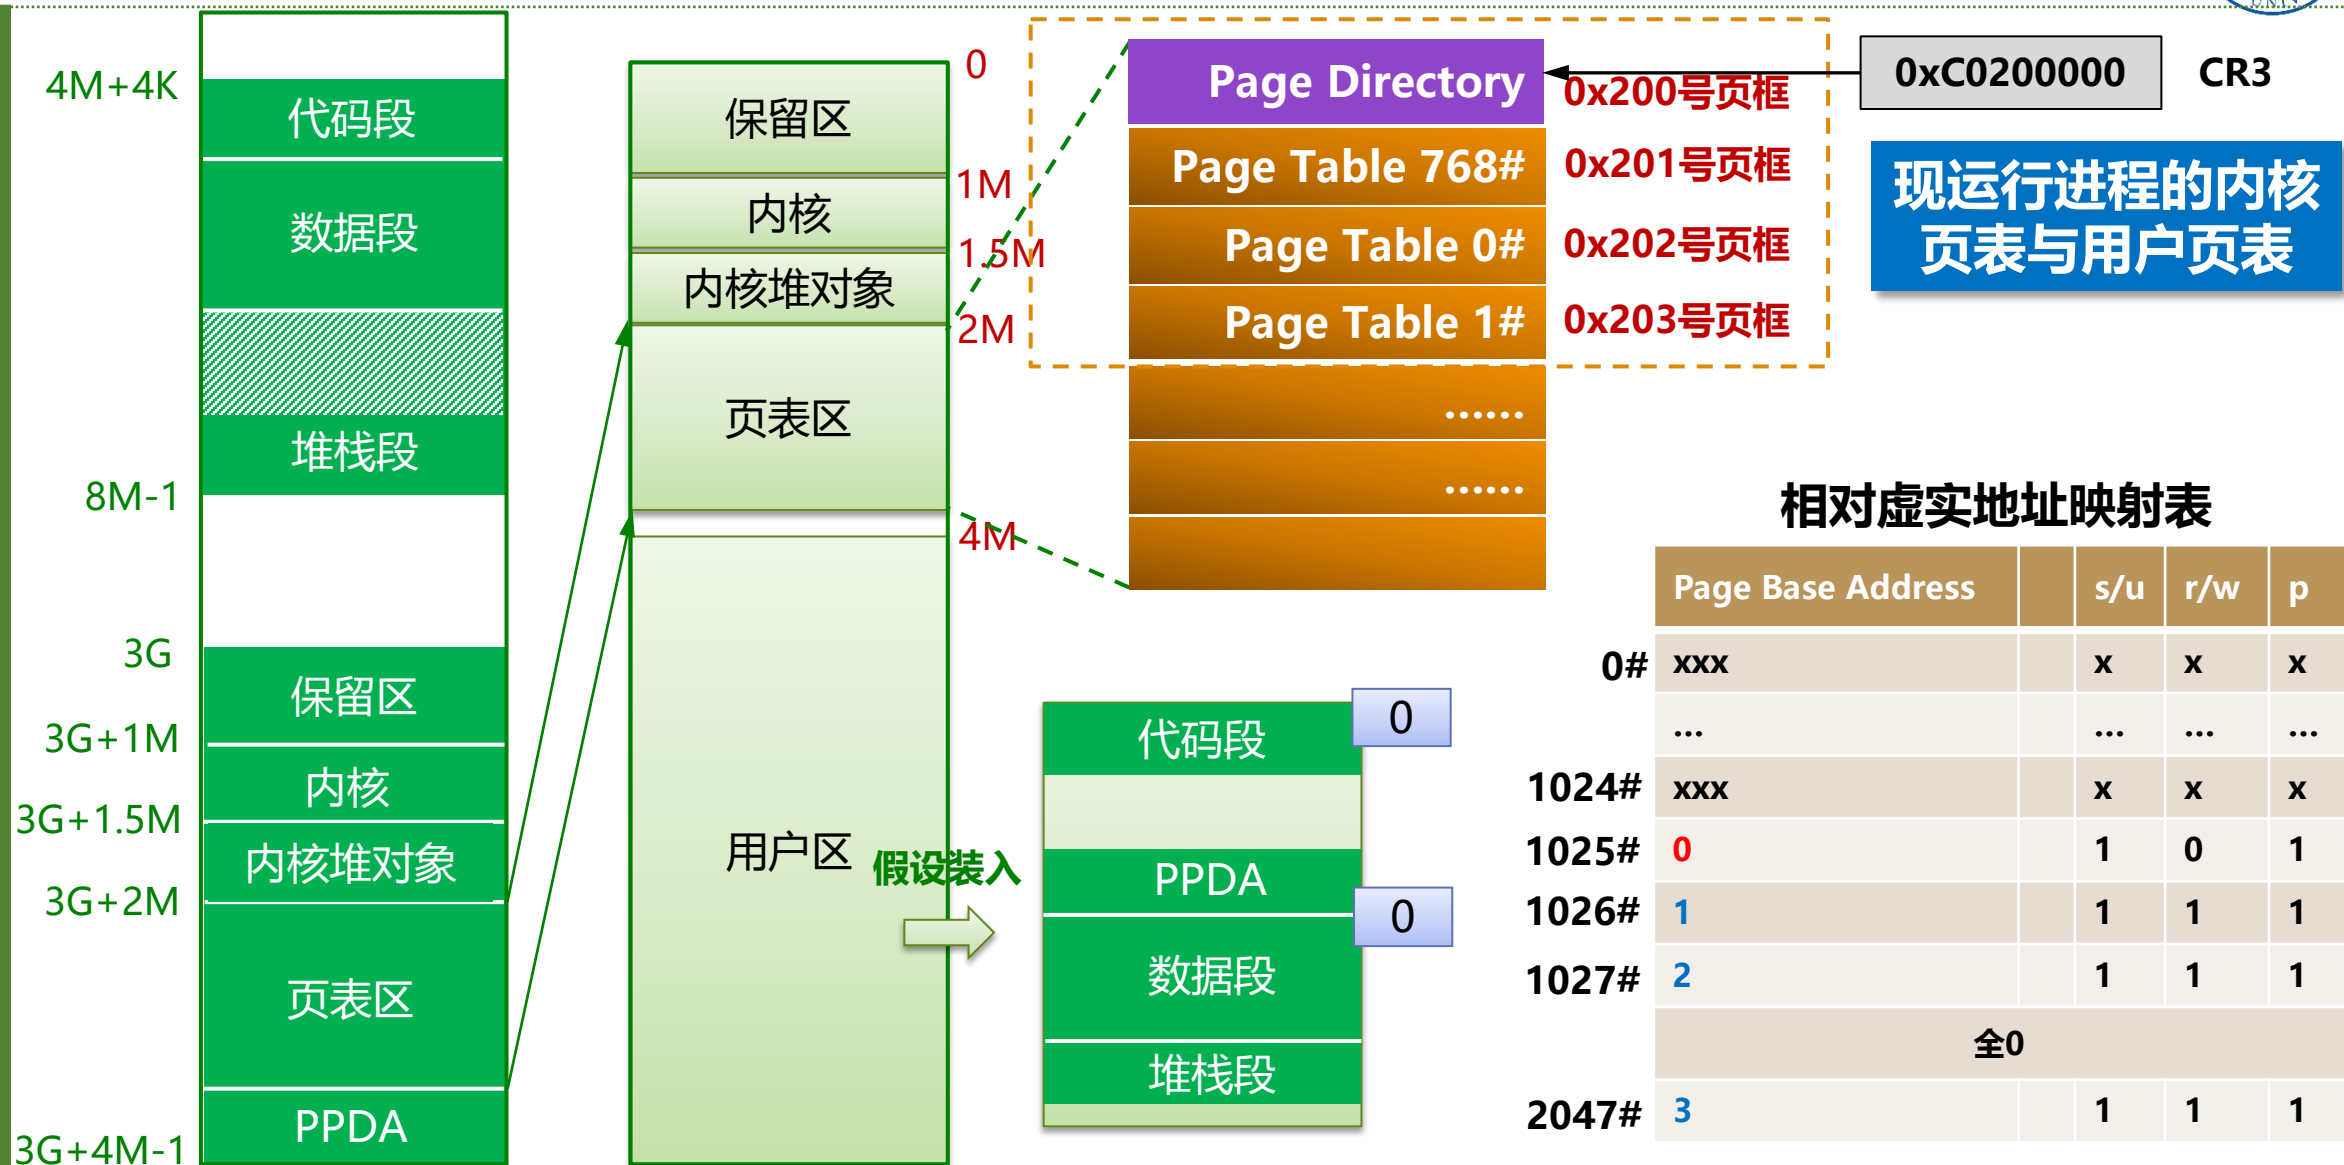 4M+4K
代码段
数据段
堆栈段
8M-1
3G
保留区
3G+1M
内核
3G+1.5M
内核堆对象
3G+2M
页表区
PPDA
3G+4M-1
0
保留区
1M
内核
1.5M
内核堆对象
2M
页表区
4M
用户区
假设装入
Page Directory
0x200号页框
Page Table 768#
0x201号页框
Page Table 0#
0x202号页框
Page Table 1#
0x203号页框
......
......
0xC0200000
CR3
现运行进程的内核
页表与用户页表
代码段
0
PPDA
0
数据段
堆栈段
相对虚实地址映射表
Page Base Address s/u r/w p
0# xxx x x x
... ... ... ...
1024# xxx x x x
1025# 0 1 0 1
1026# 1 1 1 1
1027# 2 1 1 1
全0
2047# 3 1 1 1